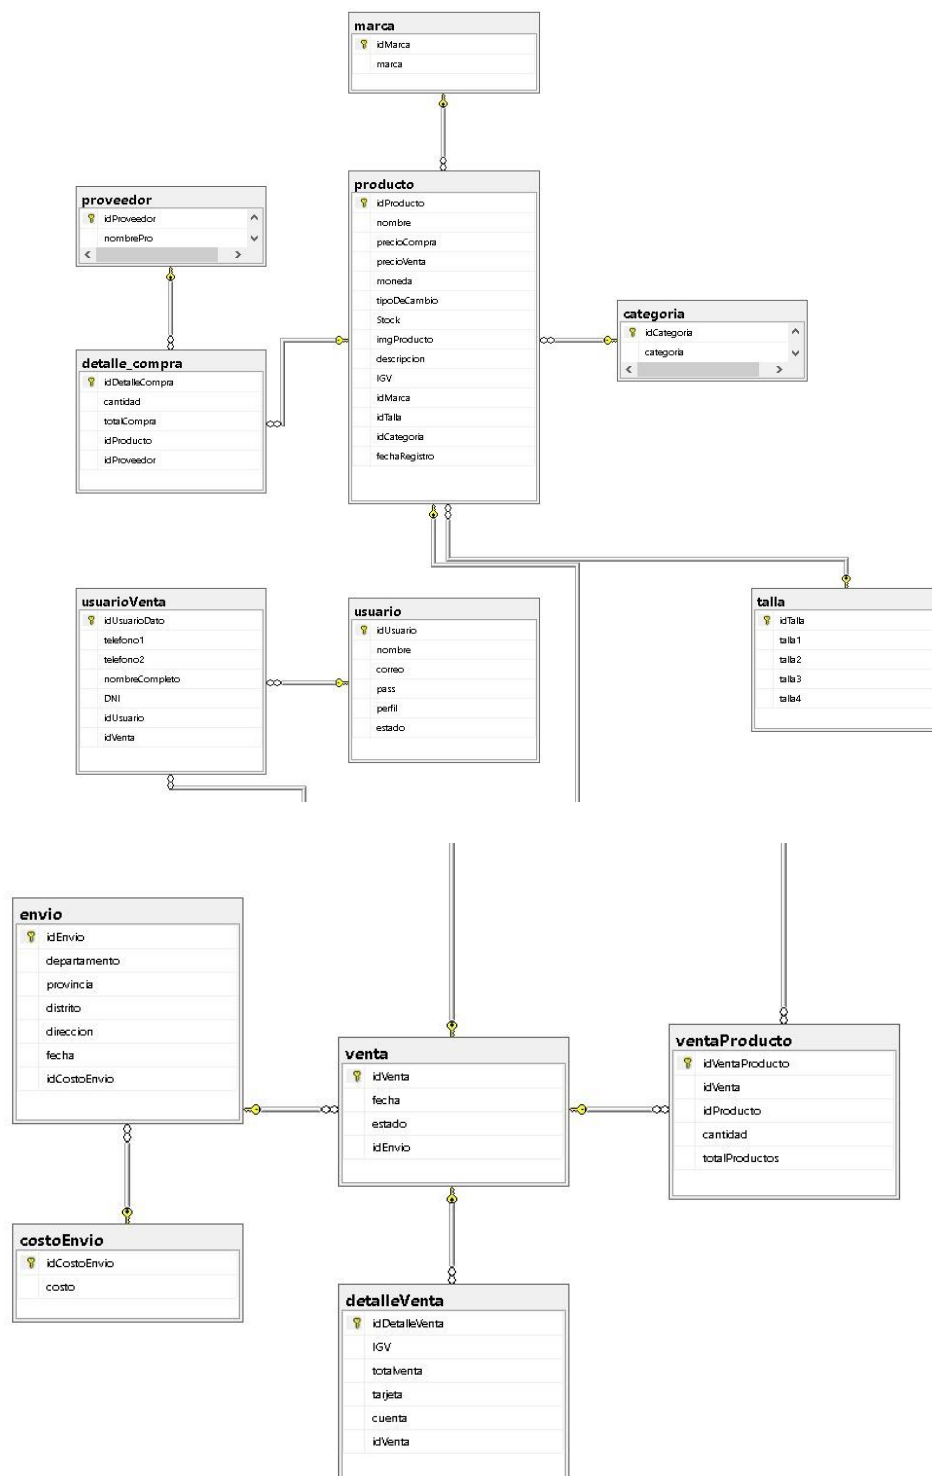 marca
idMarca
marca
proveedor
idProveedor
nombrePro
producto
idProducto
nombre
precioCompra
precioVenta
moneda
tipoDeCambio
Stock
imgProducto
descripcion
IGV
idMarca
idTalla
idCategoria
fechaRegistro
categoria
idCategoria
categoria
detalle_compra
idDetalleCompra
cantidad
totalCompra
idProducto
idProveedor
usuarioVenta
idUsuarioDato
telefono1
telefono2
nombreCompleto
DNI
idUsuario
idVenta
usuario
idUsuario
nombre
correo
pass
perfil
estado
talla
idTalla
talla1
talla2
talla3
talla4
envio
idEnvio
departamento
provincia
distrito
direccion
fecha
idCostoEnvio
venta
idVenta
fecha
estado
idEnvio
ventaProducto
idVentaProducto
idVenta
idProducto
cantidad
totalProductos
costoEnvio
idCostoEnvio
costo
detalleVenta
idDetalleVenta
IGV
totalventa
tarjeta
cuenta
idVenta